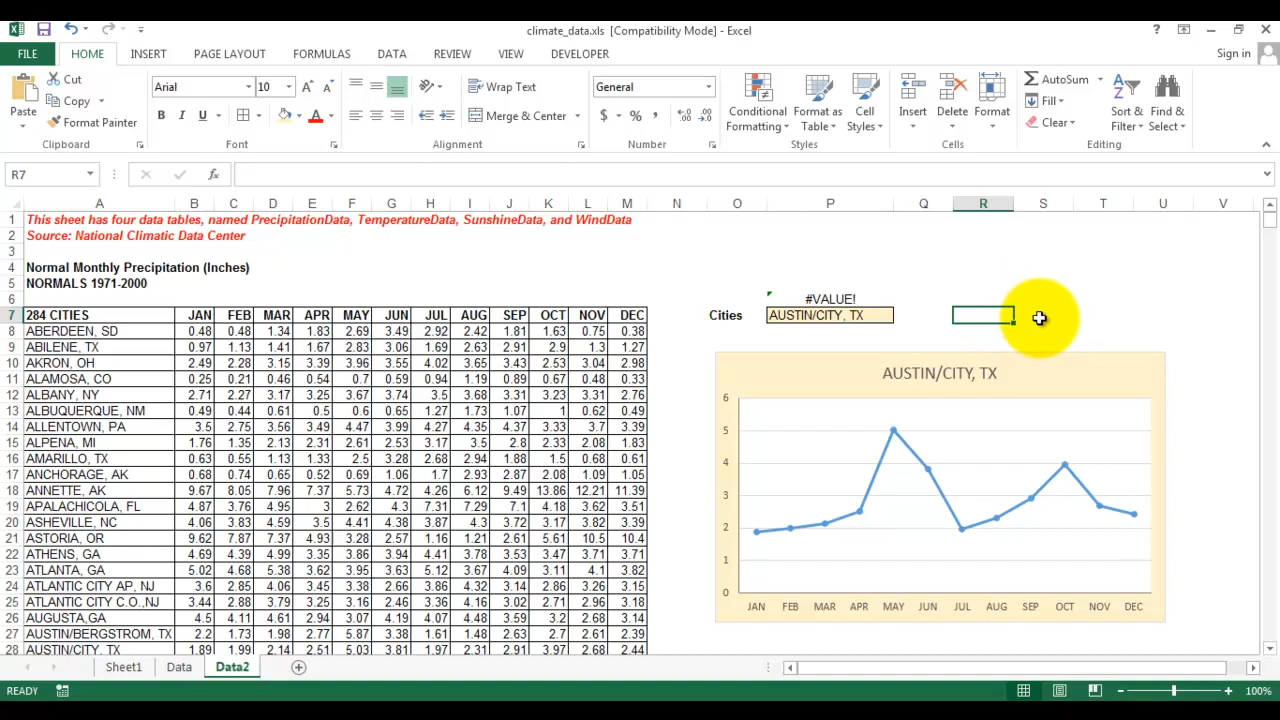 climate_data.xls [Compatibility Mode] - Excel
FILE HOME INSERT PAGE LAYOUT FORMULAS DATA REVIEW VIEW DEVELOPER Sign in
Cut
Copy
Format Painter
Paste
Clipboard
Arial 10
B I U
Font
Wrap Text
Merge & Center
Alignment
General
$ % ,
Number
Conditional Formatting
Format as Table
Cell Styles
Styles
Insert Delete Format
Cells
AutoSum
Fill
Clear
Sort & Filter
Find & Select
Editing
R7 fx
A B C D E F G H I J K L M N O P Q R S T U V
1 This sheet has four data tables, named PrecipitationData, TemperatureData, SunshineData, and WindData
2 Source: National Climatic Data Center
3
4 Normal Monthly Precipitation (Inches)
5 NORMALS 1971-2000
6 #VALUE!
7 284 CITIES JAN FEB MAR APR MAY JUN JUL AUG SEP OCT NOV DEC Cities AUSTIN/CITY, TX
8 ABERDEEN, SD 0.48 0.48 1.34 1.83 2.69 3.49 2.92 2.42 1.81 1.63 0.75 0.38
9 ABILENE, TX 0.97 1.13 1.41 1.67 2.83 3.06 1.69 2.63 2.91 2.9 1.3 1.27
10 AKRON, OH 2.49 2.28 3.15 3.39 3.96 3.55 4.02 3.65 3.43 2.53 3.04 2.98
11 ALAMOSA, CO 0.25 0.21 0.46 0.54 0.7 0.59 0.94 1.19 0.89 0.67 0.48 0.33
12 ALBANY, NY 2.71 2.27 3.17 3.25 3.67 3.74 3.5 3.68 3.31 3.23 3.31 2.76
13 ALBUQUERQUE, NM 0.49 0.44 0.61 0.5 0.6 0.65 1.27 1.73 1.07 1 0.62 0.49
14 ALLENTOWN, PA 3.5 2.75 3.56 3.49 4.47 3.99 4.27 4.35 4.37 3.33 3.7 3.39
15 ALPENA, MI 1.76 1.35 2.13 2.31 2.61 2.53 3.17 3.5 2.8 2.33 2.08 1.83
16 AMARILLO, TX 0.63 0.55 1.13 1.33 2.5 3.28 2.68 2.94 1.88 1.5 0.68 0.61
17 ANCHORAGE, AK 0.68 0.74 0.65 0.52 0.69 1.06 1.7 2.93 2.87 2.08 1.09 1.05
18 ANNETTE, AK 9.67 8.05 7.96 7.37 5.73 4.72 4.26 6.12 9.49 13.86 12.21 11.39
19 APALACHICOLA, FL 4.87 3.76 4.95 3 2.62 4.3 7.31 7.29 7.1 4.18 3.62 3.51
20 ASHEVILLE, NC 4.06 3.83 4.59 3.5 4.41 4.38 3.87 4.3 3.72 3.17 3.82 3.39
21 ASTORIA, OR 9.62 7.87 7.37 4.93 3.28 2.57 1.16 1.21 2.61 5.61 10.5 10.4
22 ATHENS, GA 4.69 4.39 4.99 3.35 3.86 3.94 4.41 3.78 3.53 3.47 3.71 3.71
23 ATLANTA, GA 5.02 4.68 5.38 3.62 3.95 3.63 5.12 3.67 4.09 3.11 4.1 3.82
24 ATLANTIC CITY AP, NJ 3.6 2.85 4.06 3.45 3.38 2.66 3.86 4.32 3.14 2.86 3.26 3.15
25 ATLANTIC CITY C.O.,NJ 3.44 2.88 3.79 3.25 3.16 2.46 3.36 4.16 3.02 2.71 2.96 3.18
26 AUGUSTA,GA 4.5 4.11 4.61 2.94 3.07 4.19 4.07 4.48 3.59 3.2 2.68 3.14
27 AUSTIN/BERGSTROM, TX 2.2 1.73 1.98 2.77 5.87 3.38 1.61 1.48 2.63 2.7 2.61 2.39
28 AUSTIN/CITY, TX 1.89 1.99 2.14 2.51 5.03 3.81 1.97 2.31 2.91 3.97 2.68 2.44
AUSTIN/CITY, TX
6
5
4
3
2
1
0
JAN FEB MAR APR MAY JUN JUL AUG SEP OCT NOV DEC
Sheet1 Data Data2
READY 100%